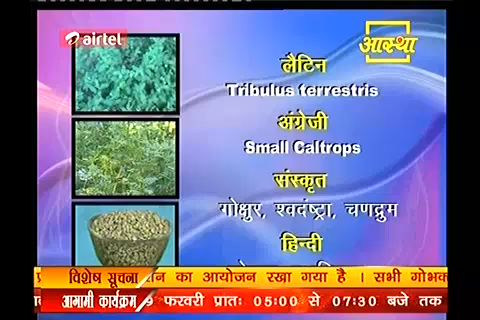 airtel
आस्था
लैटिन
Tribulus terrestris
अंग्रेजी
Small Caltrops
संस्कृत
गोक्षुर, श्वदंष्ट्रा, चणद्रुम
हिन्दी
विशेष सूचना
का आयोजन रखा गया है । सभी गोभक
आगामी कार्यक्रम
9 फरवरी प्रातः 05:00 से 07:30 बजे तक